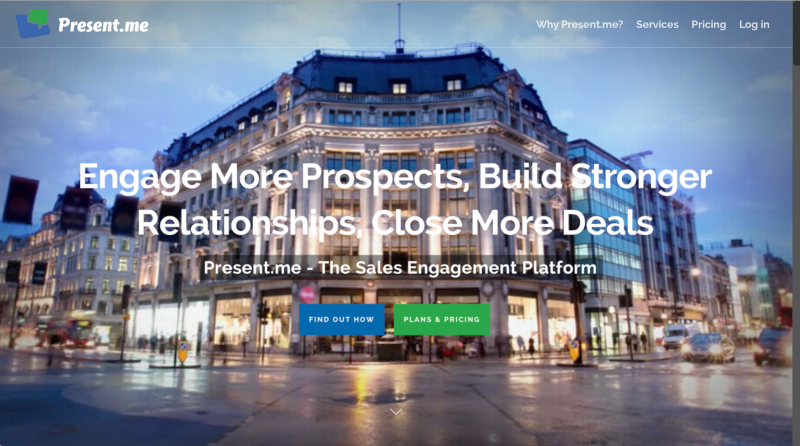 Present.me
Why Present.me? Services Pricing Log in
Engage More Prospects, Build Stronger
Relationships, Close More Deals
Present.me - The Sales Engagement Platform
FIND OUT HOW
PLANS & PRICING